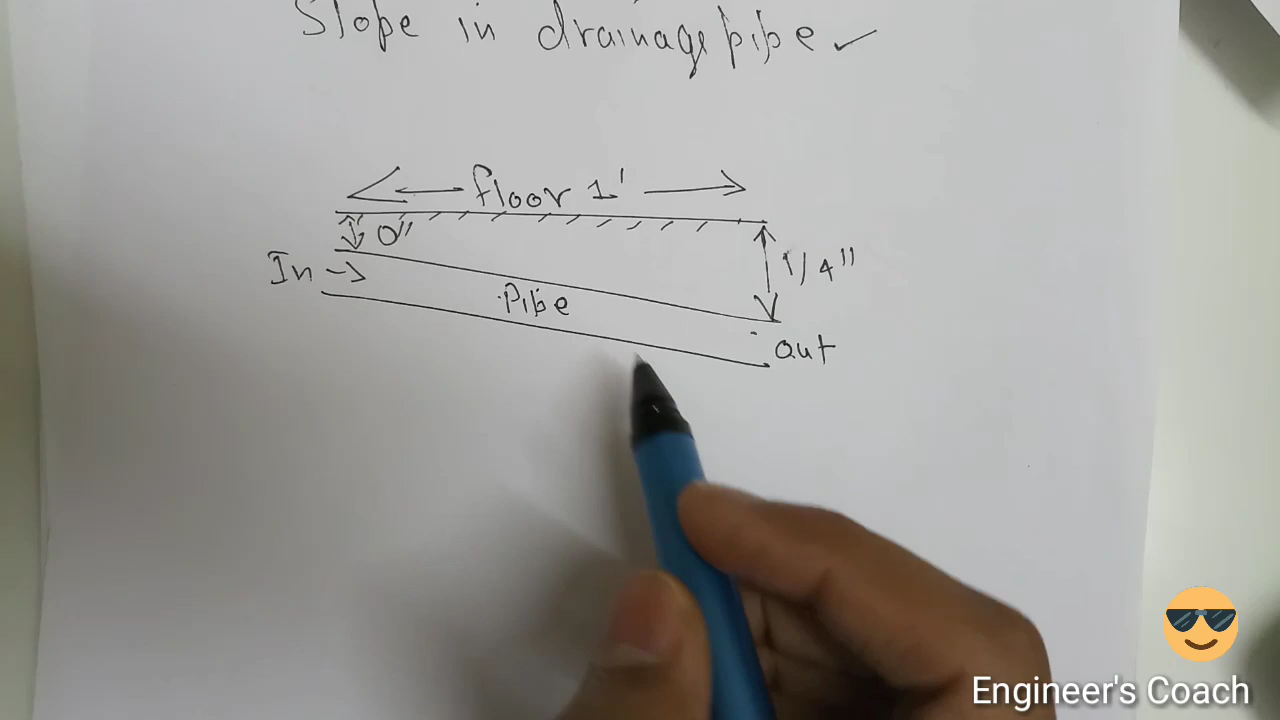 Slope in drainage pipe
floor 1'
0"
1/4"
In
Pipe
out
Engineer's Coach